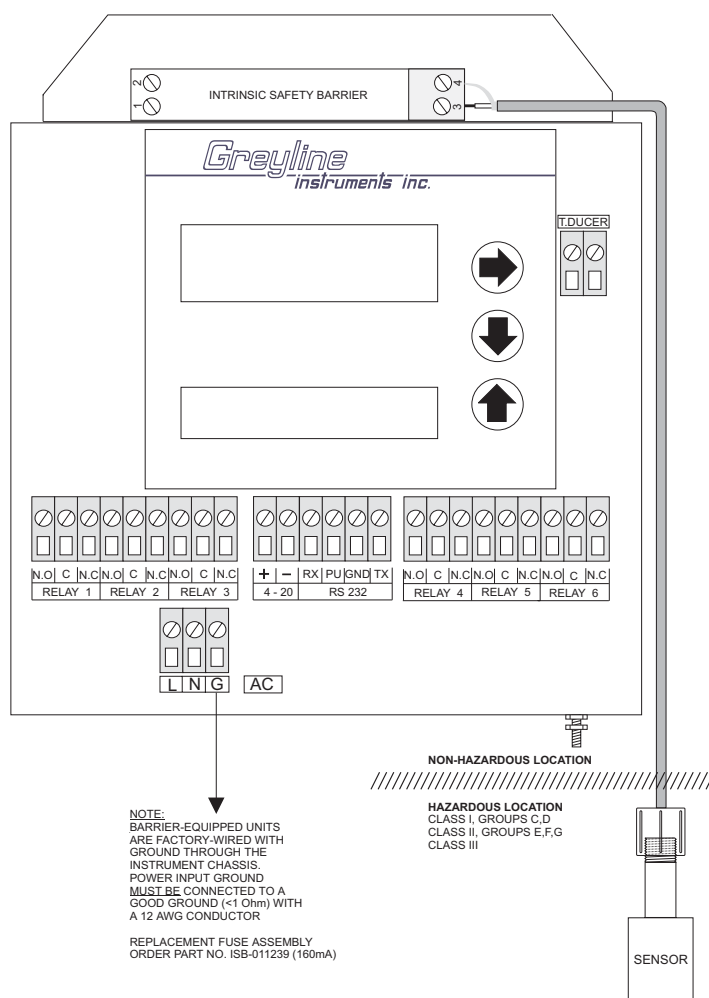 2
1
INTRINSIC SAFETY BARRIER
4
3
Greyline
instruments inc.
T.DUCER
N.O C N.C N.O C N.C N.O C N.C
RELAY 1 RELAY 2 RELAY 3
+ – RX PU GND TX
4 - 20 RS 232
N.O C N.C N.O C N.C N.O C N.C
RELAY 4 RELAY 5 RELAY 6
L N G AC
NON-HAZARDOUS LOCATION
HAZARDOUS LOCATION
CLASS I, GROUPS C,D
CLASS II, GROUPS E,F,G
CLASS III
NOTE:
BARRIER-EQUIPPED UNITS
ARE FACTORY-WIRED WITH
GROUND THROUGH THE
INSTRUMENT CHASSIS.
POWER INPUT GROUND
MUST BE CONNECTED TO A
GOOD GROUND (<1 Ohm) WITH
A 12 AWG CONDUCTOR
REPLACEMENT FUSE ASSEMBLY
ORDER PART NO. ISB-011239 (160mA)
SENSOR